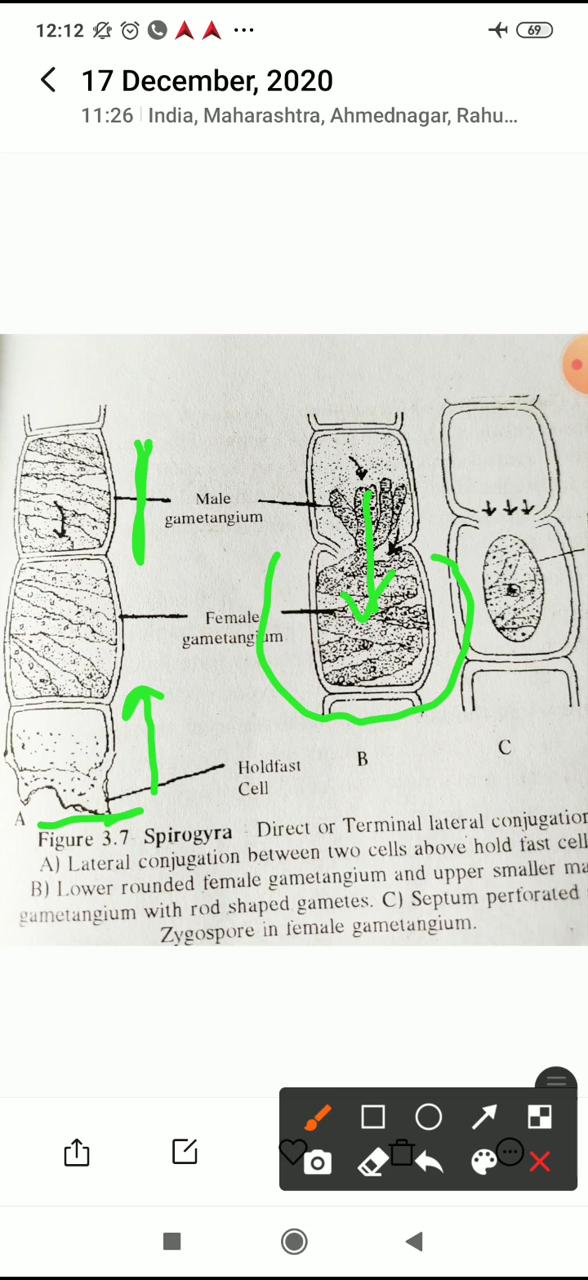 12:12
69
17 December, 2020
11:26 India, Maharashtra, Ahmednagar, Rahu...
Male
gametangium
Female
gametangium
Holdfast
Cell
A
B
C
Figure 3.7 Spirogyra Direct or Terminal lateral conjugation
A) Lateral conjugation between two cells above hold fast cell
B) Lower rounded female gametangium and upper smaller ma
gametangium with rod shaped gametes. C) Septum perforated
Zygospore in female gametangium.